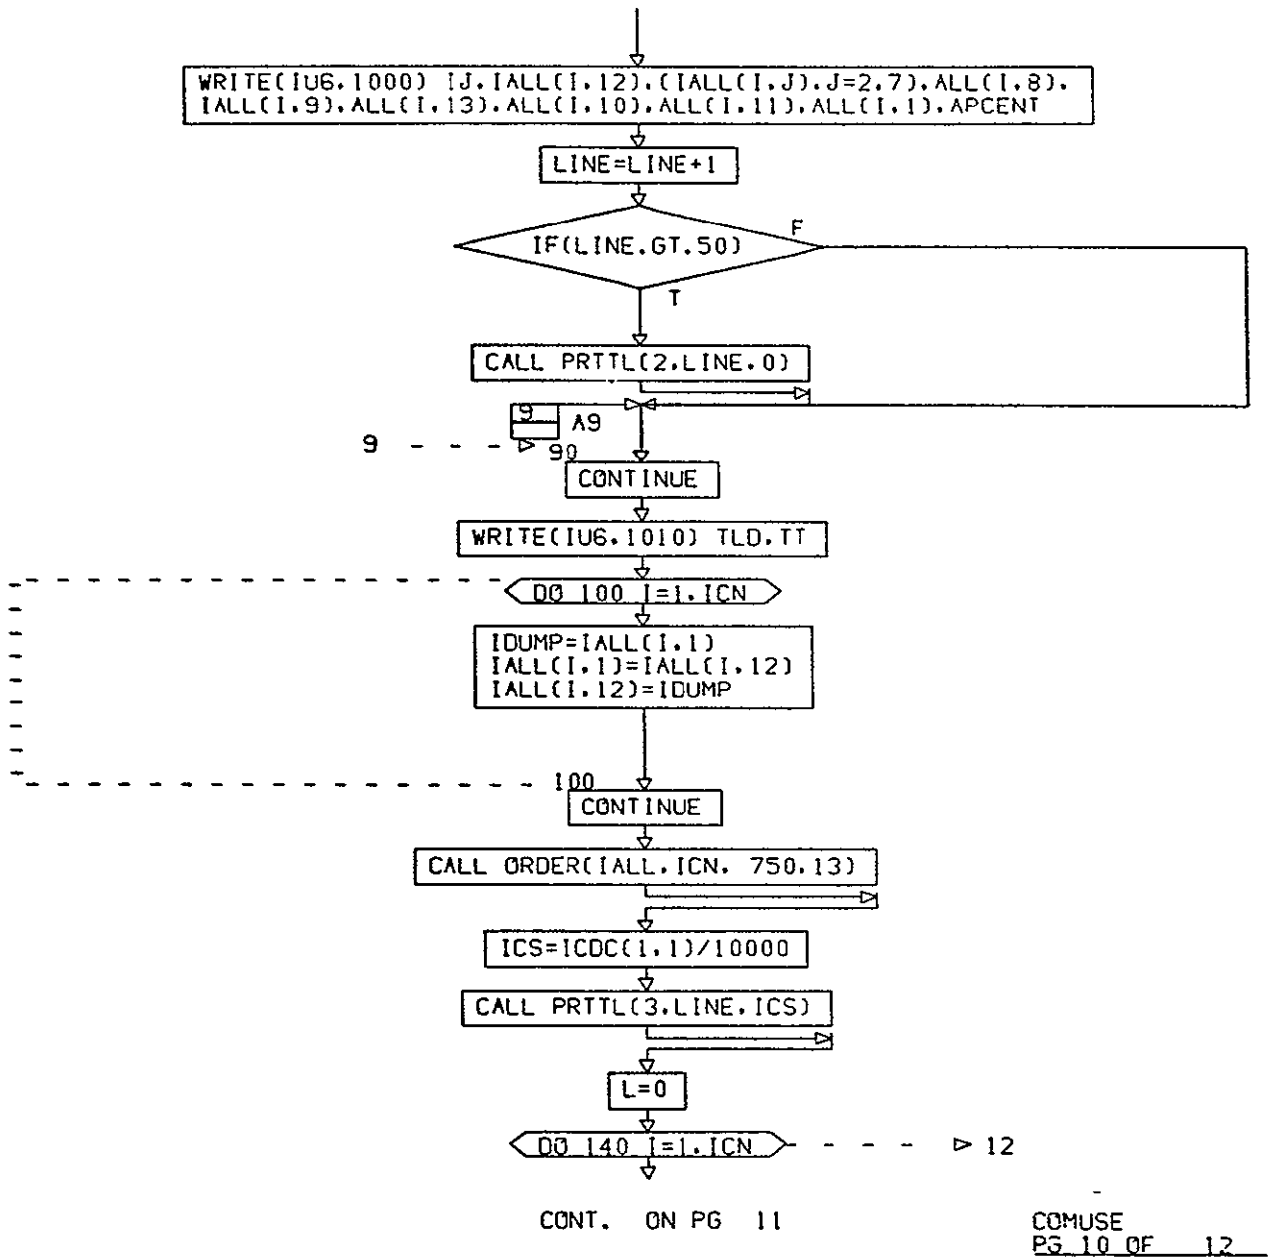 WRITE(IU6.1000) IJ.IALL(I.12).(IALL(I.J).J=2.7).ALL(I.8).
IALL(I.9).ALL(I.13).ALL(I.10).ALL(I.11).ALL(I.1).APCENT
LINE=LINE+1
IF(LINE.GT.50)
F
T
CALL PRTTL(2.LINE.0)
9
A9
9
90
CONTINUE
WRITE(IU6.1010) TLD.TT
DO 100 I=1.ICN
IDUMP=IALL(I.1)
IALL(I.1)=IALL(I.12)
IALL(I.12)=IDUMP
100
CONTINUE
CALL ORDER(IALL.ICN. 750.13)
ICS=ICDC(1.1)/10000
CALL PRTTL(3.LINE.ICS)
L=0
DO 140 I=1.ICN
12
CONT. ON PG 11
COMUSE
PG 10 OF 12